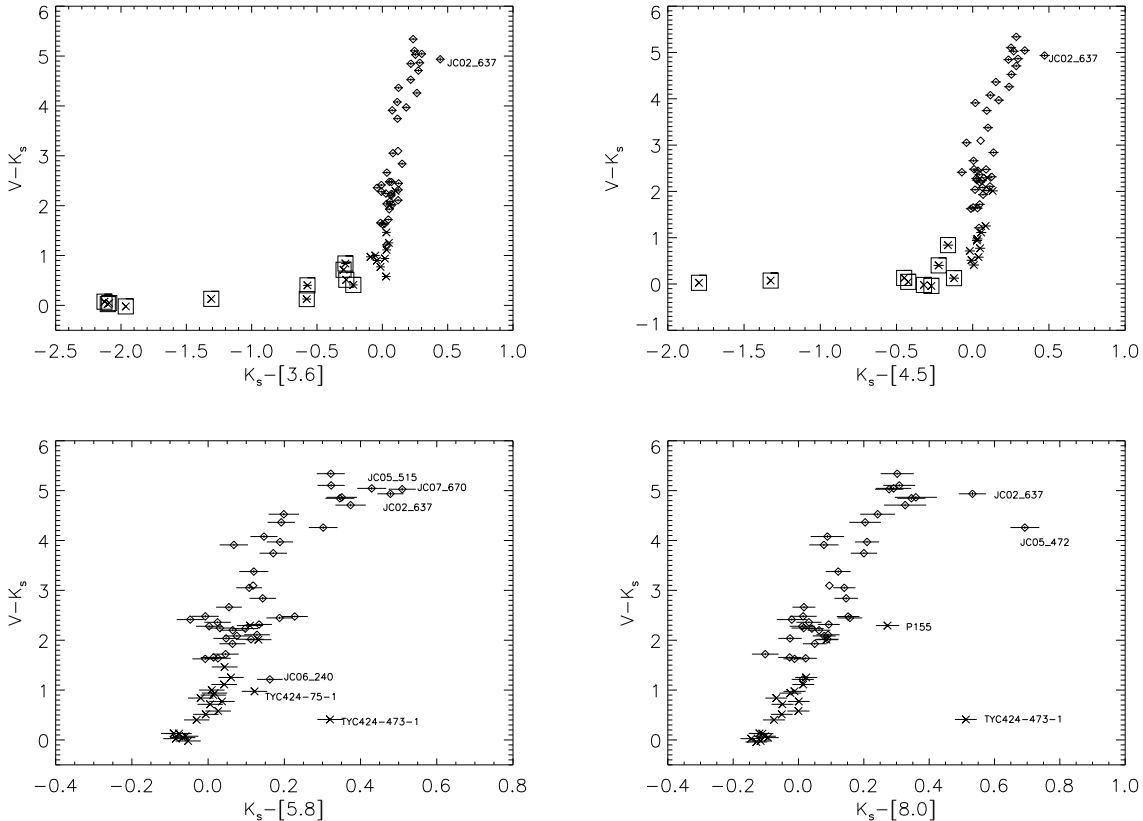 6
5
4
3
2
1
0
V−Ks
JC02_637
−2.5 −2.0 −1.5 −1.0 −0.5 0.0 0.5 1.0
Ks−[3.6]
6
5
4
3
2
1
0
−1
V−Ks
JC02_637
−2.0 −1.5 −1.0 −0.5 0.0 0.5 1.0
Ks−[4.5]
6
5
4
3
2
1
0
V−Ks
JC05_515
JC07_670
JC02_637
JC06_240
TYC424−75−1
TYC424−473−1
−0.4 −0.2 0.0 0.2 0.4 0.6 0.8
Ks−[5.8]
6
5
4
3
2
1
0
V−Ks
JC02_637
JC05_472
P155
TYC424−473−1
−0.4 −0.2 0.0 0.2 0.4 0.6 0.8 1.0
Ks−[8.0]